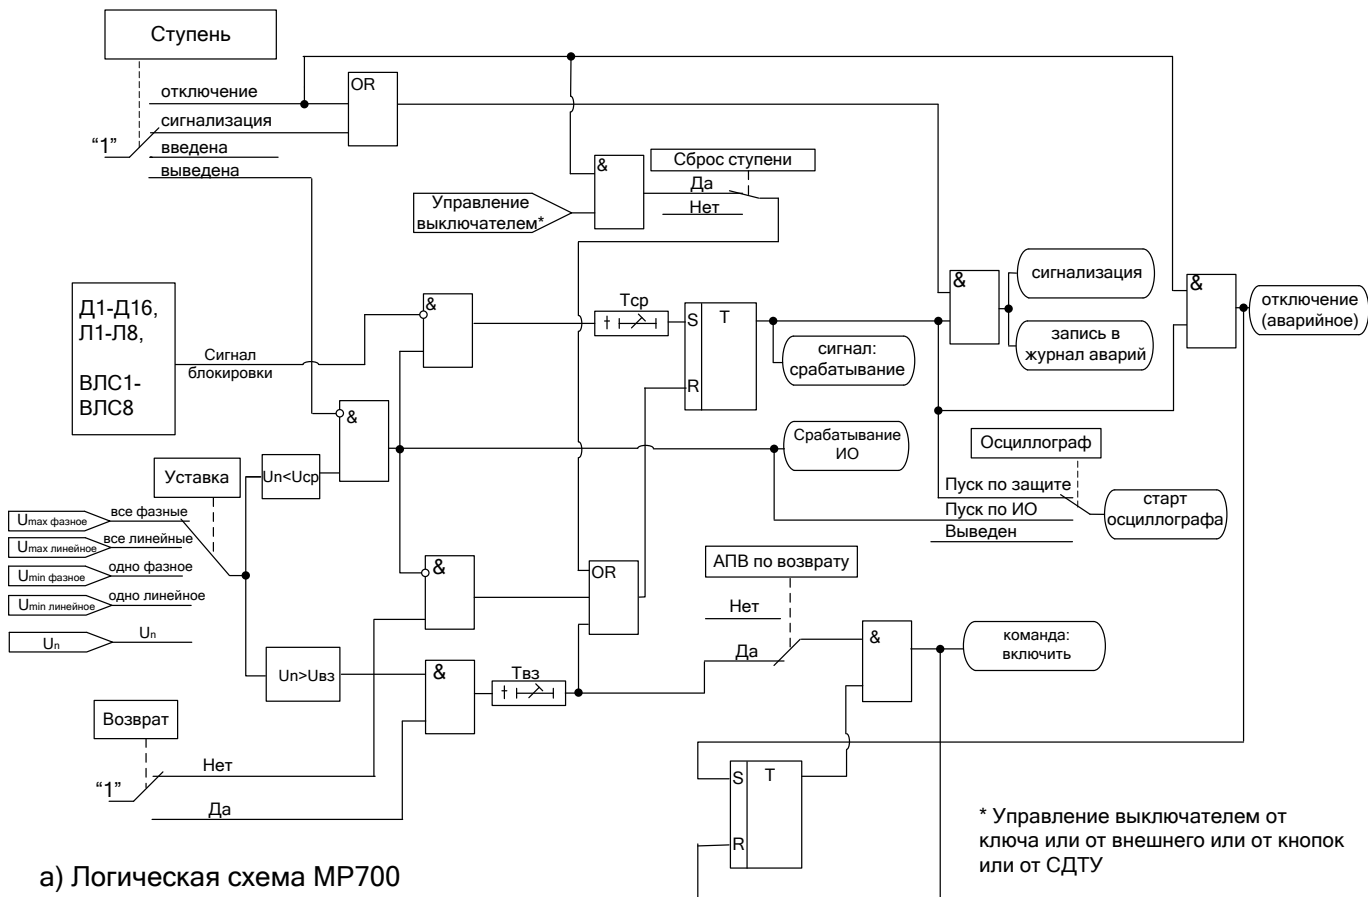 Ступень
отключение
сигнализация
"1"
введена
выведена
OR
&
Сброс ступени
Да
Нет
Управление
выключателем*
Д1-Д16,
Л1-Л8,
ВЛС1-
ВЛС8
Сигнал
блокировки
&
Тср
S T
R
сигнал:
срабатывание
&
сигнализация
запись в
журнал аварий
&
отключение
(аварийное)
&
Срабатывание
ИО
Осциллограф
Пуск по защите
Пуск по ИО
Выведен
старт
осциллографа
Уставка
Un<Uср
Umax фазное
все фазные
Umax линейное
все линейные
Umin фазное
одно фазное
Umin линейное
одно линейное
Un
Un
Un>Uвз
&
OR
&
Твз
АПВ по возврату
Нет
Да
&
команда:
включить
Возврат
"1"
Нет
Да
S T
R
* Управление выключателем от
ключа или от внешнего или от кнопок
или от СДТУ
а) Логическая схема МР700